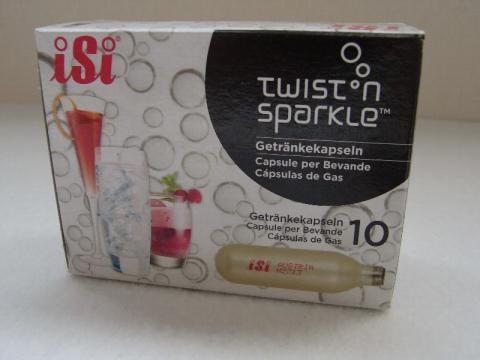 iSi®
TWIST'N
SPARKLE™
Getränkekapseln
Capsule per Bevande
Cápsulas de Gas
Getränkekapseln
Capsule per Bevande
Cápsulas de Gas
10
iSi
AUSTRIA